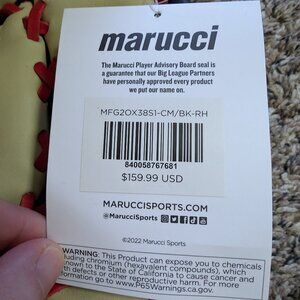 marucci
The Marucci Player Advisory Board seal is
a guarantee that our Big League Partners
have personally approved every product
we put our name on.
MFG2OX38S1-CM/BK-RH
840058767681
$159.99 USD
MARUCCISPORTS.COM
@MarucciSports
©2022 Marucci Sports
WARNING: This Product can expose you to chemicals
including chromium (hexavalent compounds), which
known to the State of California to cause cancer and
th defects or other reproductive harm. For more
to www.P65Warnings.ca.gov.